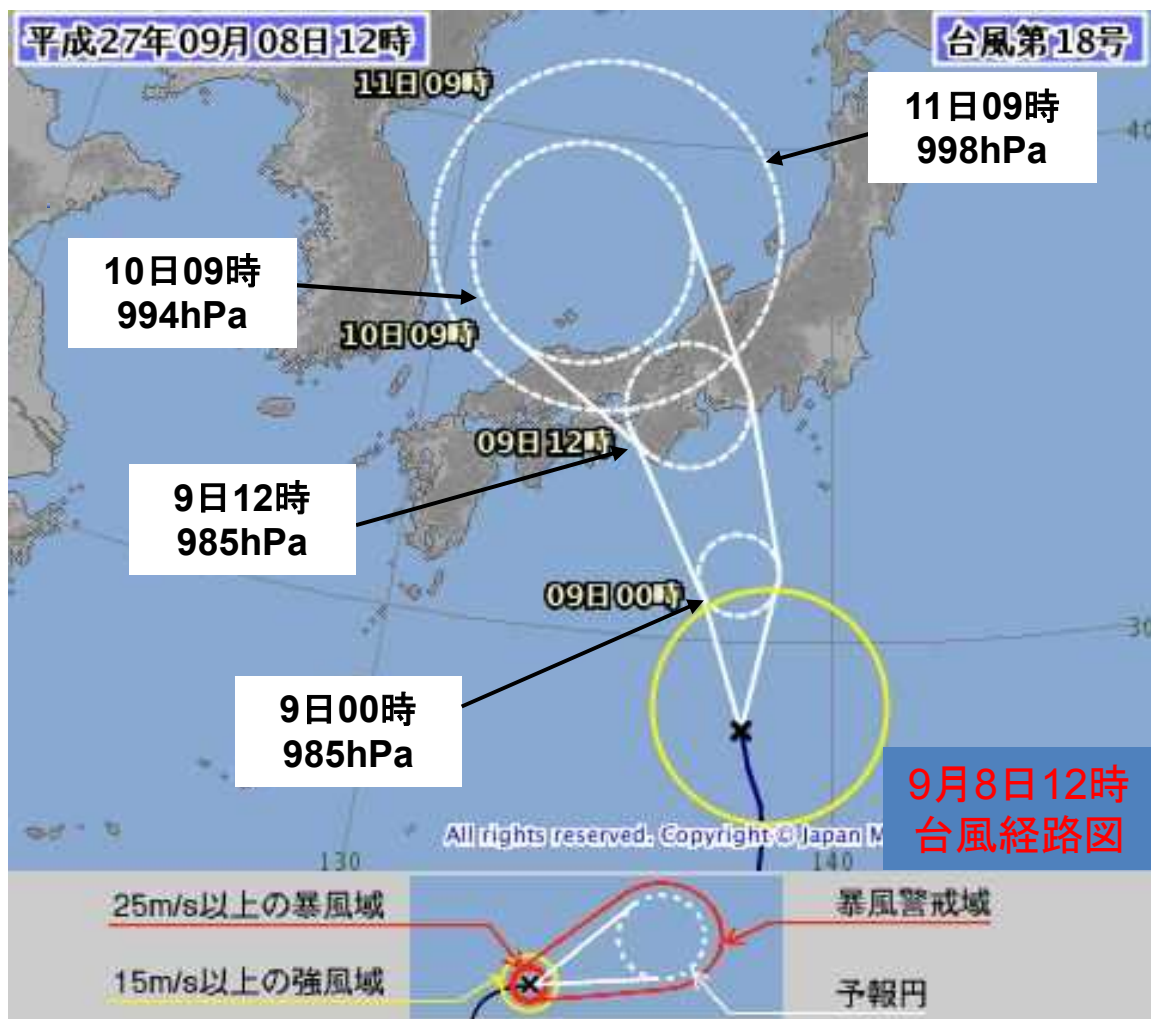 平成27年09月08日12時
台風第18号
11日09時
11日09時
998hPa
40
10日09時
994hPa
10日09時
09日12時
9日12時
985hPa
09日00時
30
9日00時
985hPa
9月8日12時
台風経路図
All rights reserved. Copyright © Japan M
130
140
25m/s以上の暴風域
暴風警戒域
15m/s以上の強風域
予報円